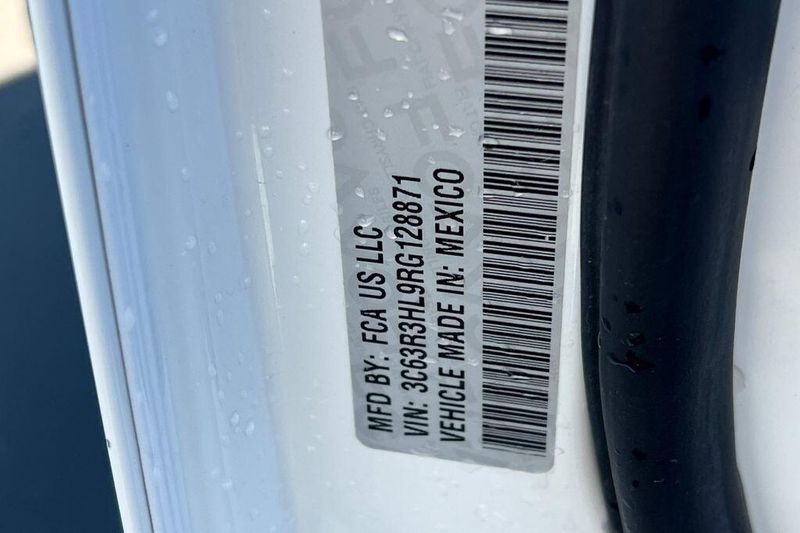 MFD BY: FCA US LLC
VIN: 3C63R3HL9RG128871
VEHICLE MADE IN: MEXICO